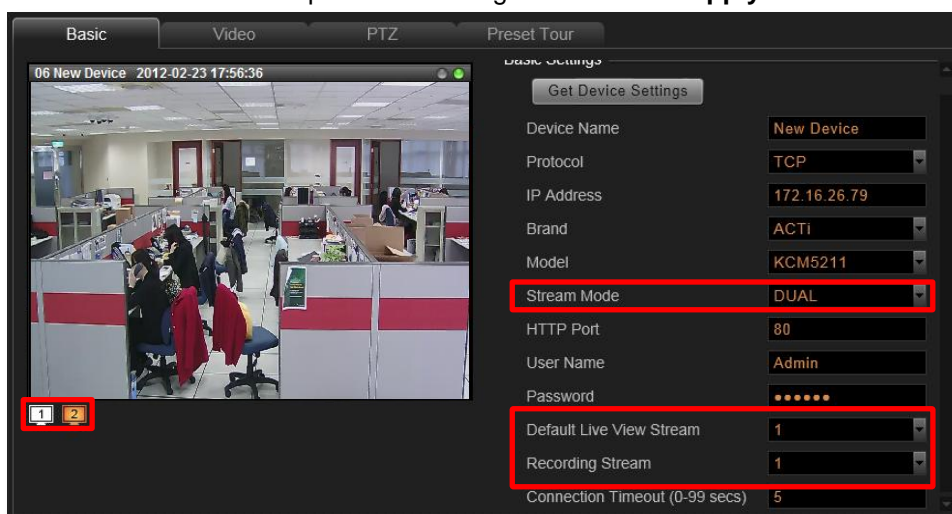 Basic Video PTZ Preset Tour
06 New Device 2012-02-23 17:56:36
1 2
Basic Settings
Get Device Settings
Device Name New Device
Protocol TCP
IP Address 172.16.26.79
Brand ACTi
Model KCM5211
Stream Mode DUAL
HTTP Port 80
User Name Admin
Password ●●●●●●
Default Live View Stream 1
Recording Stream 1
Connection Timeout (0-99 secs) 5